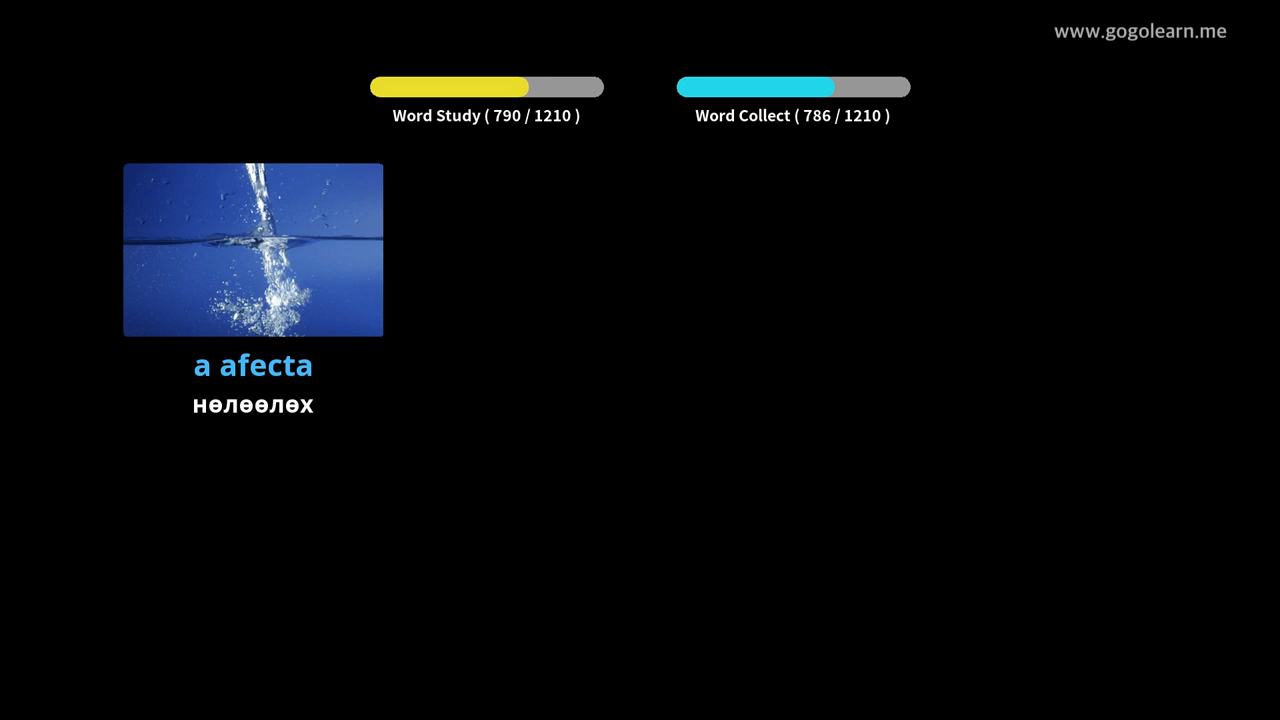 www.gogolearn.me
Word Study ( 790 / 1210 )
Word Collect ( 786 / 1210 )
a afecta
нөлөөлөх